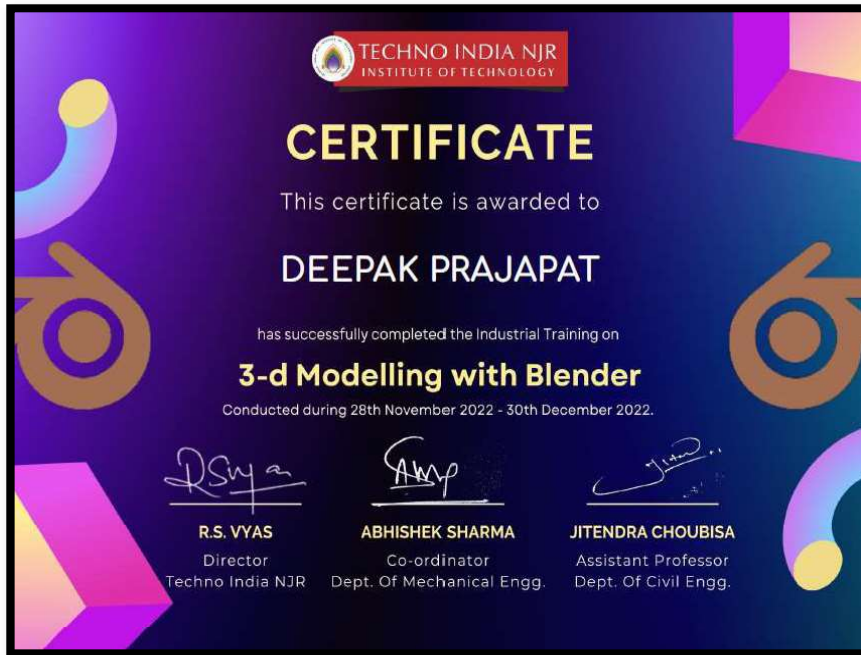 TECHNO INDIA NJR
INSTITUTE OF TECHNOLOGY
CERTIFICATE
This certificate is awarded to
DEEPAK PRAJAPAT
has successfully completed the Industrial Training on
3-d Modelling with Blender
Conducted during 28th November 2022 - 30th December 2022.
R.S. VYAS
Director
Techno India NJR
ABHISHEK SHARMA
Co-ordinator
Dept. Of Mechanical Engg.
JITENDRA CHOUBISA
Assistant Professor
Dept. Of Civil Engg.